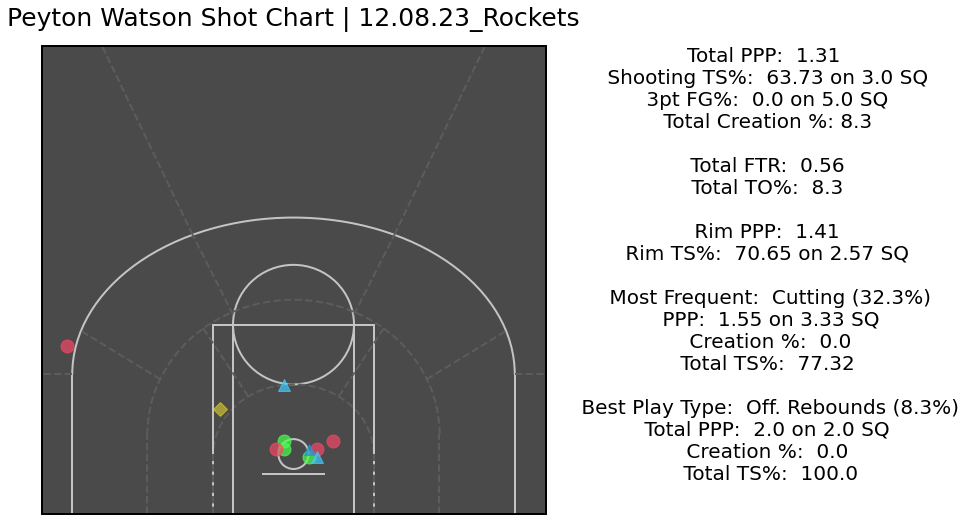 Peyton Watson Shot Chart | 12.08.23_Rockets
Total PPP: 1.31
Shooting TS%: 63.73 on 3.0 SQ
3pt FG%: 0.0 on 5.0 SQ
Total Creation %: 8.3
Total FTR: 0.56
Total TO%: 8.3
Rim PPP: 1.41
Rim TS%: 70.65 on 2.57 SQ
Most Frequent: Cutting (32.3%)
PPP: 1.55 on 3.33 SQ
Creation %: 0.0
Total TS%: 77.32
Best Play Type: Off. Rebounds (8.3%)
Total PPP: 2.0 on 2.0 SQ
Creation %: 0.0
Total TS%: 100.0